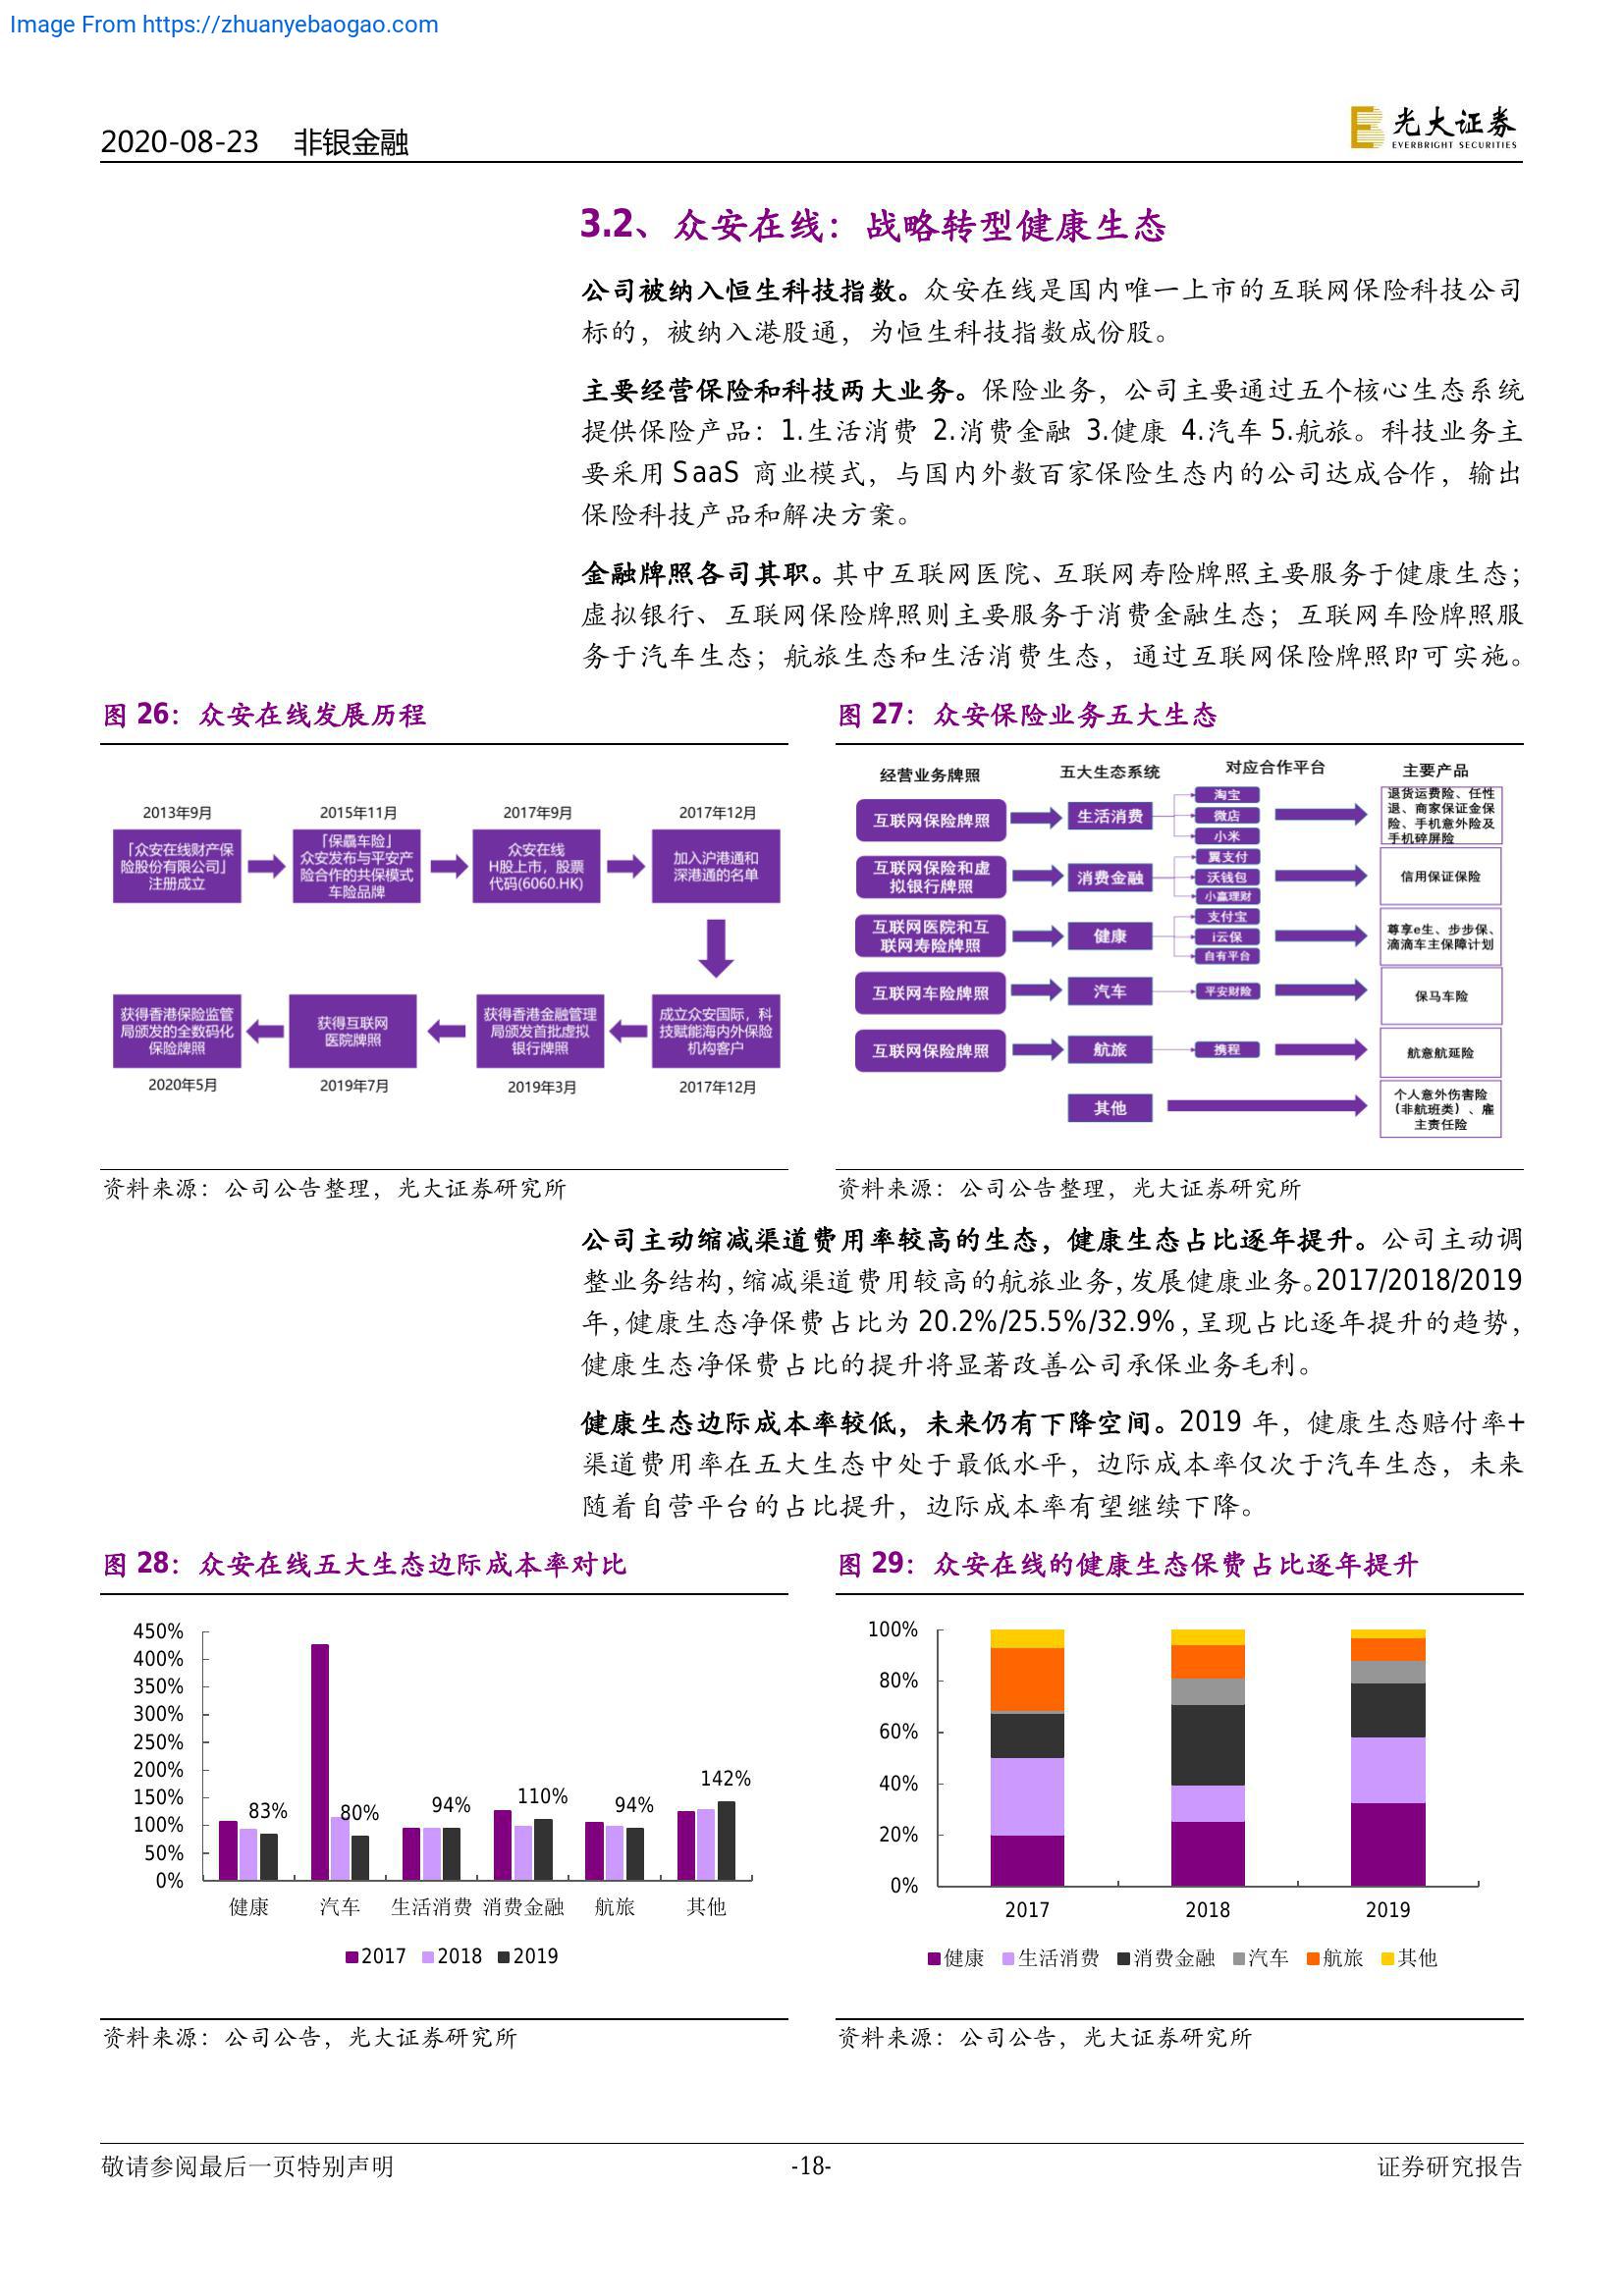 Image From https://zhuanyebaogao.com
2020-08-23 非银金融
光大证券
EVERBRIGHT SECURITIES
3.2、众安在线：战略转型健康生态
公司被纳入恒生科技指数。众安在线是国内唯一上市的互联网保险科技公司
标的，被纳入港股通，为恒生科技指数成份股。
主要经营保险和科技两大业务。保险业务，公司主要通过五个核心生态系统
提供保险产品：1.生活消费 2.消费金融 3.健康 4.汽车 5.航旅。科技业务主
要采用 SaaS 商业模式，与国内外数百家保险生态内的公司达成合作，输出
保险科技产品和解决方案。
金融牌照各司其职。其中互联网医院、互联网寿险牌照主要服务于健康生态；
虚拟银行、互联网保险牌照则主要服务于消费金融生态；互联网车险牌照服
务于汽车生态；航旅生态和生活消费生态，通过互联网保险牌照即可实施。
图 26：众安在线发展历程
2013年9月
2015年11月
2017年9月
2017年12月
「众安在线财产保
险股份有限公司」
注册成立
「保骉车险」
众安发布与平安产
险合作的共保模式
车险品牌
众安在线
H股上市，股票
代码(6060.HK)
加入沪港通和
深港通的名单
获得香港保险监管
局颁发的全数码化
保险牌照
获得互联网
医院牌照
获得香港金融管理
局颁发首批虚拟
银行牌照
成立众安国际，科
技赋能海内外保险
机构客户
2020年5月
2019年7月
2019年3月
2017年12月
资料来源：公司公告整理，光大证券研究所
图 27：众安保险业务五大生态
经营业务牌照
五大生态系统
对应合作平台
主要产品
互联网保险牌照
生活消费
淘宝
微店
小米
退货运费险、任性
退、商家保证金保
险、手机意外险及
手机碎屏险
互联网保险和虚
拟银行牌照
消费金融
翼支付
沃钱包
小赢理财
信用保证保险
互联网医院和互
联网寿险牌照
健康
支付宝
i云保
自有平台
尊享e生、步步保、
滴滴车主保障计划
互联网车险牌照
汽车
平安财险
保马车险
互联网保险牌照
航旅
携程
航意航延险
其他
个人意外伤害险
（非航班类）、雇
主责任险
资料来源：公司公告整理，光大证券研究所
公司主动缩减渠道费用率较高的生态，健康生态占比逐年提升。公司主动调
整业务结构，缩减渠道费用较高的航旅业务，发展健康业务。2017/2018/2019
年，健康生态净保费占比为 20.2%/25.5%/32.9%，呈现占比逐年提升的趋势，
健康生态净保费占比的提升将显著改善公司承保业务毛利。
健康生态边际成本率较低，未来仍有下降空间。2019 年，健康生态赔付率+
渠道费用率在五大生态中处于最低水平，边际成本率仅次于汽车生态，未来
随着自营平台的占比提升，边际成本率有望继续下降。
图 28：众安在线五大生态边际成本率对比
450%
400%
350%
300%
250%
200%
150%
100%
50%
0%
83%
80%
94%
110%
94%
142%
健康 汽车 生活消费 消费金融 航旅 其他
2017 2018 2019
资料来源：公司公告，光大证券研究所
图 29：众安在线的健康生态保费占比逐年提升
100%
80%
60%
40%
20%
0%
2017 2018 2019
健康 生活消费 消费金融 汽车 航旅 其他
资料来源：公司公告，光大证券研究所
敬请参阅最后一页特别声明
-18-
证券研究报告